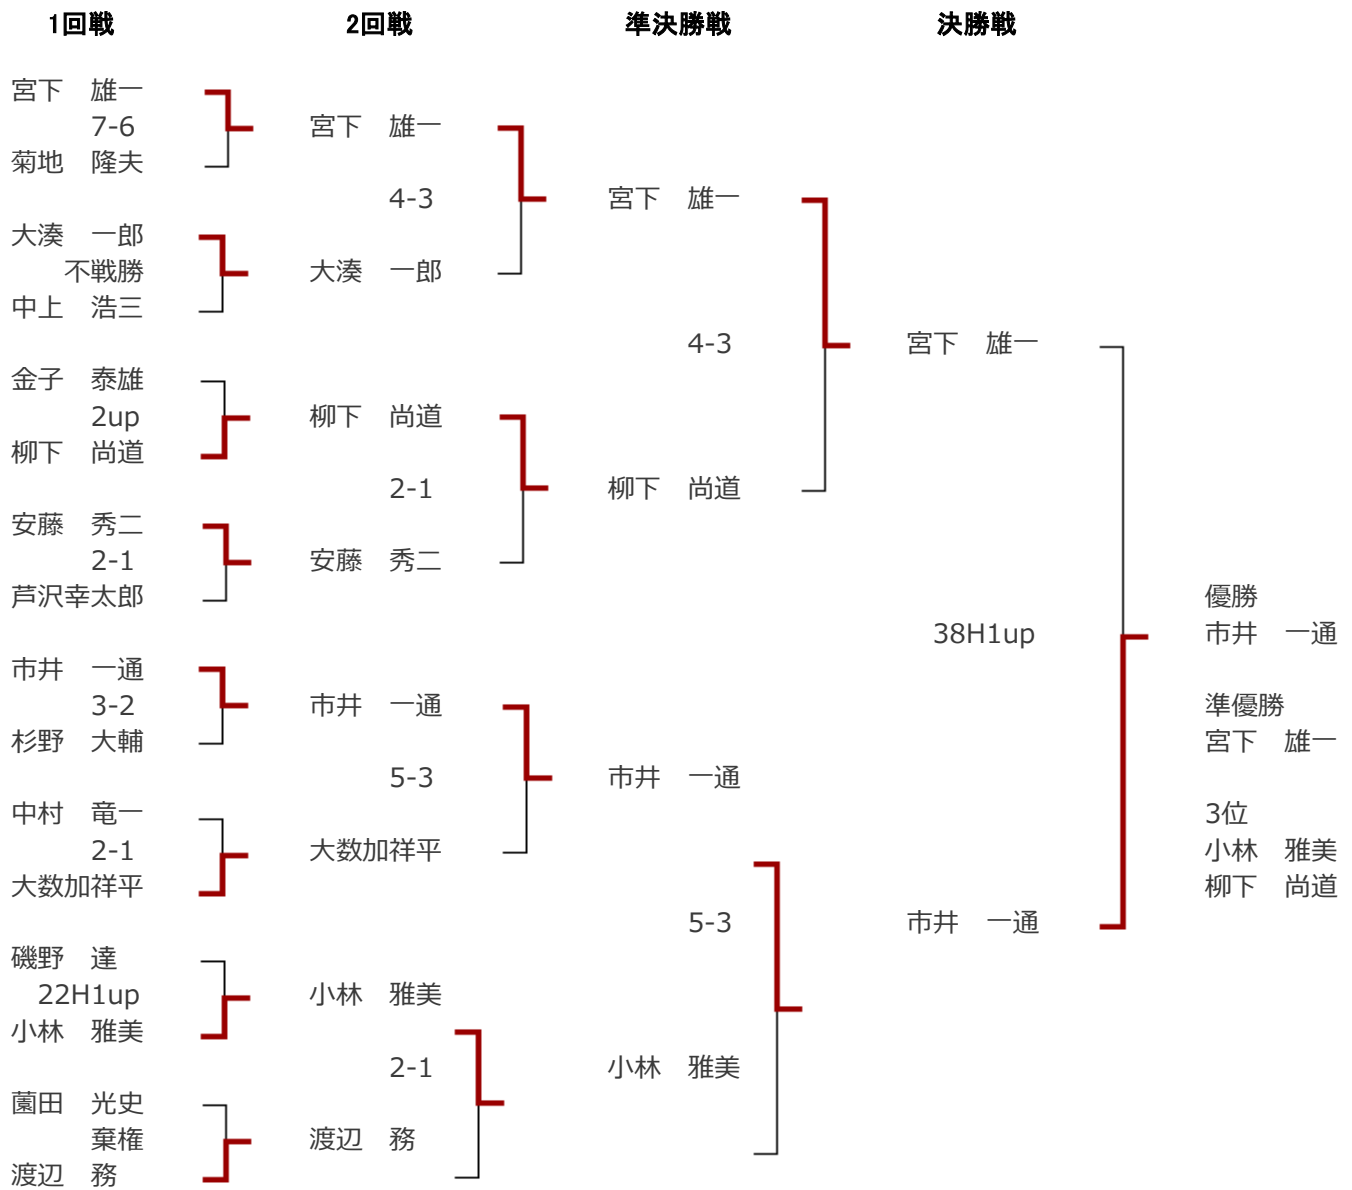 1回戦 2回戦 準決勝戦 決勝戦
宮下　雄一
7-6 宮下　雄一
菊地　隆夫
4-3 宮下　雄一
大湊　一郎
不戦勝 大湊　一郎
中上　浩三
4-3 宮下　雄一
金子　泰雄
2up 柳下　尚道
柳下　尚道
2-1 柳下　尚道
安藤　秀二
2-1 安藤　秀二
芦沢幸太郎 優勝
38H1up 市井　一通
市井　一通
3-2 市井　一通 準優勝
杉野　大輔 宮下　雄一
5-3 市井　一通
中村　竜一 3位
2-1 大数加祥平 小林　雅美
大数加祥平 柳下　尚道
5-3 市井　一通
磯野　達
22H1up 小林　雅美
小林　雅美
2-1 小林　雅美
薗田　光史
棄権 渡辺　務
渡辺　務